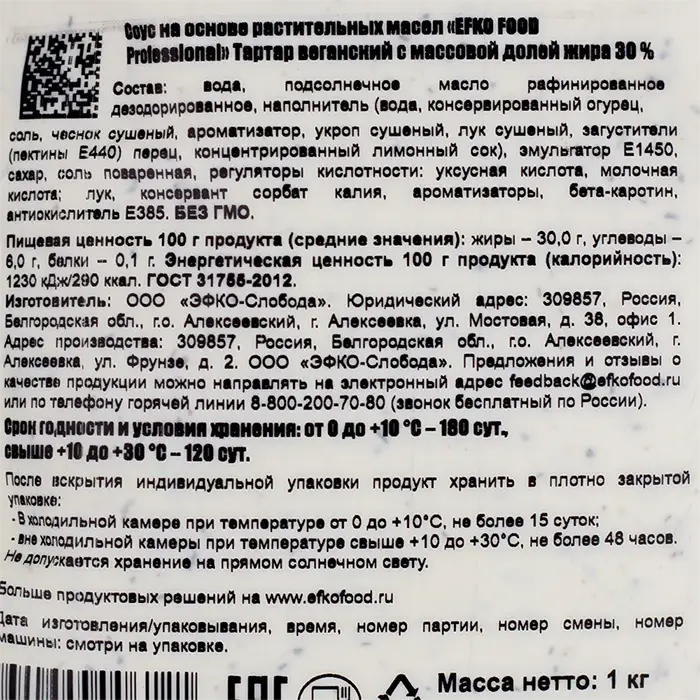 Соус на основе растительных масел «EFKO FOOD
Professional» Тартар веганский с массовой долей жира 30 %
Состав: вода, подсолнечное масло рафинированное
дезодорированное, наполнитель (вода, консервированный огурец,
соль, чеснок сушеный, ароматизатор, укроп сушеный, лук сушеный, загустители
(пектины Е440) перец, концентрированный лимонный сок), эмульгатор Е1450,
сахар, соль поваренная, регуляторы кислотности: уксусная кислота, молочная
кислота; лук, консервант сорбат калия, ароматизаторы, бета-каротин,
антиокислитель Е385. БЕЗ ГМО.
Пищевая ценность 100 г продукта (средние значения): жиры – 30,0 г, углеводы –
6,0 г, белки – 0,1 г. Энергетическая ценность 100 г продукта (калорийность):
1230 кДж/290 ккал. ГОСТ 31755-2012.
Изготовитель: ООО «ЭФКО-Слобода». Юридический адрес: 309857, Россия,
Белгородская обл., г.о. Алексеевский, г. Алексеевка, ул. Мостовая, д. 38, офис 1.
Адрес производства: 309857, Россия, Белгородская обл., г.о. Алексеевский, г.
Алексеевка, ул. Фрунзе, д. 2. ООО «ЭФКО-Слобода». Предложения и отзывы о
качестве продукции можно направлять на электронный адрес feedback@efkofood.ru
или по телефону горячей линии 8-800-200-70-80 (звонок бесплатный по России).
Срок годности и условия хранения: от 0 до +10 °С – 180 сут.,
свыше +10 до +30 °С – 120 сут.
После вскрытия индивидуальной упаковки продукт хранить в плотно закрытой
упаковке:
- в холодильной камере при температуре от 0 до +10°С, не более 15 суток;
- вне холодильной камеры при температуре свыше +10 до +30°С, не более 48 часов.
Не допускается хранение на прямом солнечном свету.
Больше продуктовых решений на www.efkofood.ru
Дата изготовления/упаковывания, время, номер партии, номер смены, номер
машины: смотри на упаковке.
Масса нетто: 1 кг